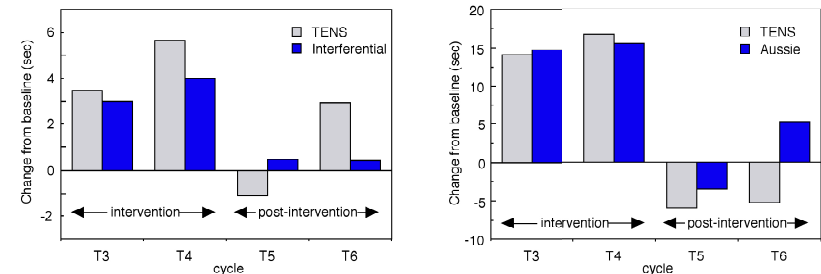 Change from baseline (sec)
6
4
2
0
-2
TENS
Interferential
intervention
post-intervention
T3 T4 T5 T6
cycle
Change from baseline (sec)
20
15
10
5
0
-5
-10
TENS
Aussie
intervention
post-intervention
T3 T4 T5 T6
cycle